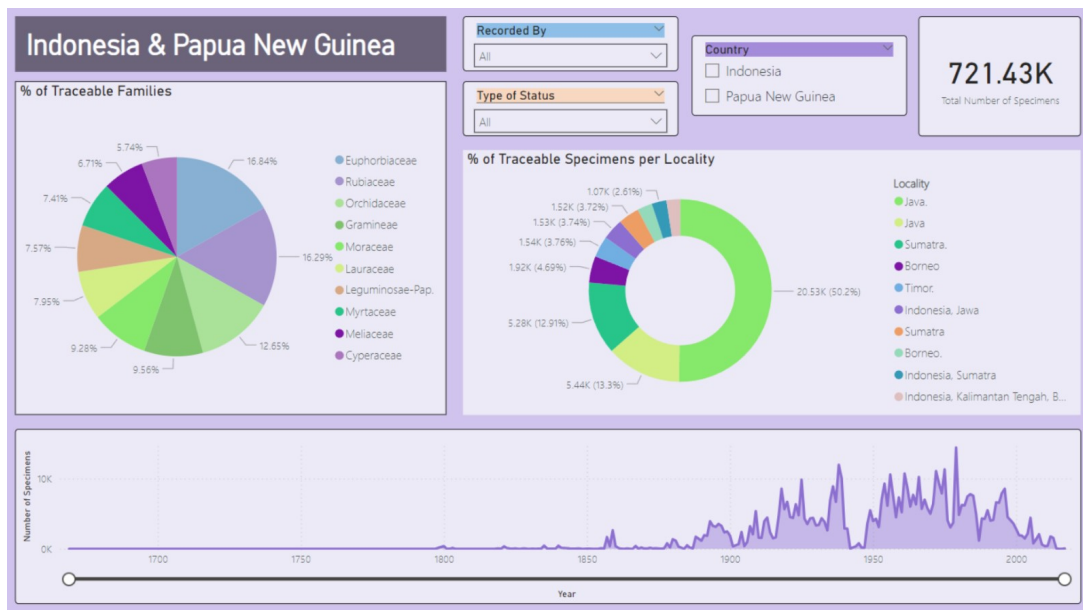 Indonesia & Papua New Guinea
Recorded By
All
Type of Status
All
Country
Indonesia
Papua New Guinea
721.43K
Total Number of Specimens
% of Traceable Families
5.74%
6.71%
7.41%
7.57%
7.95%
9.28%
9.56%
12.65%
16.29%
16.84%
Euphorbiaceae
Rubiaceae
Orchidaceae
Gramineae
Moraceae
Lauraceae
Leguminosae-Pap.
Myrtaceae
Meliaceae
Cyperaceae
% of Traceable Specimens per Locality
1.07K (2.61%)
1.52K (3.72%)
1.53K (3.74%)
1.54K (3.76%)
1.92K (4.69%)
5.28K (12.91%)
5.44K (13.3%)
20.53K (50.2%)
Locality
Java.
Java
Sumatra.
Borneo
Timor.
Indonesia, Jawa
Sumatra
Borneo.
Indonesia, Sumatra
Indonesia, Kalimantan Tengah, B...
Number of Specimens
10K
0K
1700
1750
1800
1850
1900
1950
2000
Year